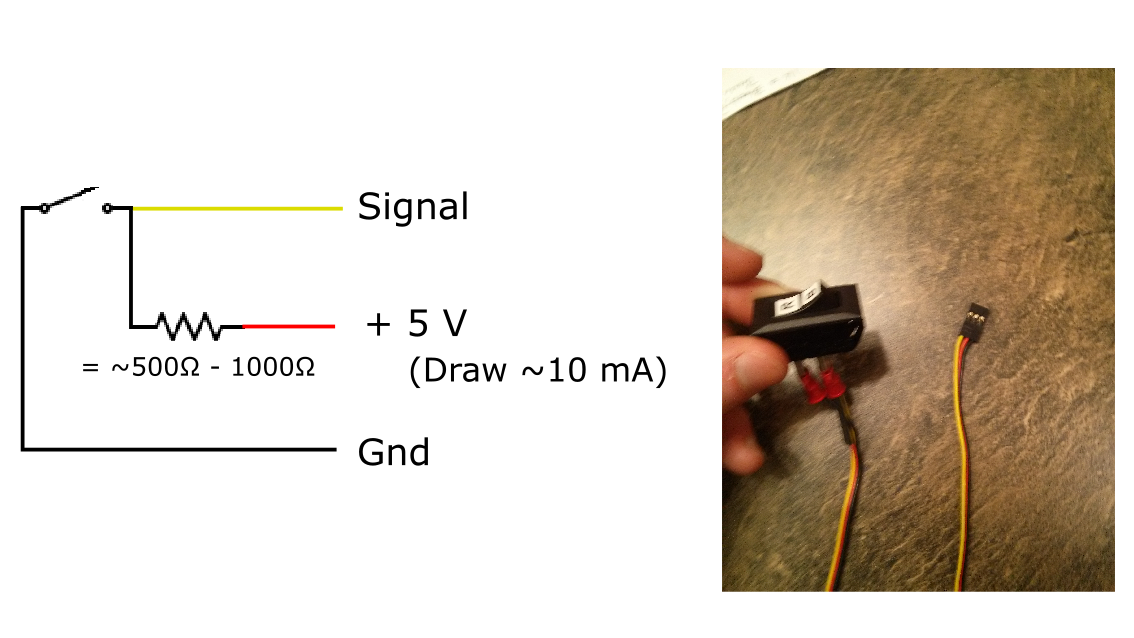 Signal
+ 5 V
= ~500Ω - 1000Ω
(Draw ~10 mA)
Gnd